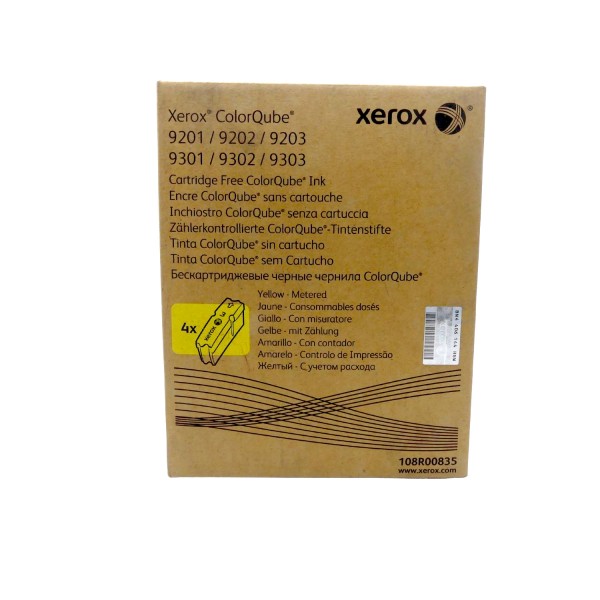 Xerox® ColorQube®
xerox
9201 / 9202 / 9203
9301 / 9302 / 9303
Cartridge Free ColorQube® Ink
Encre ColorQube® sans cartouche
Inchiostro ColorQube® senza cartuccia
Zählerkontrollierte ColorQube®-Tintenstifte
Tinta ColorQube® sin cartucho
Tinta ColorQube® sem Cartucho
Бескартриджевые черные чернила ColorQube®
4x
xerox
3
Yellow - Metered
Jaune - Consommables dosés
Giallo - Con misuratore
Gelbe - mit Zählung
Amarillo - Con contador
Amarelo - Controlo de Impressão
Желтый - С учетом расхода
108R00835
www.xerox.com